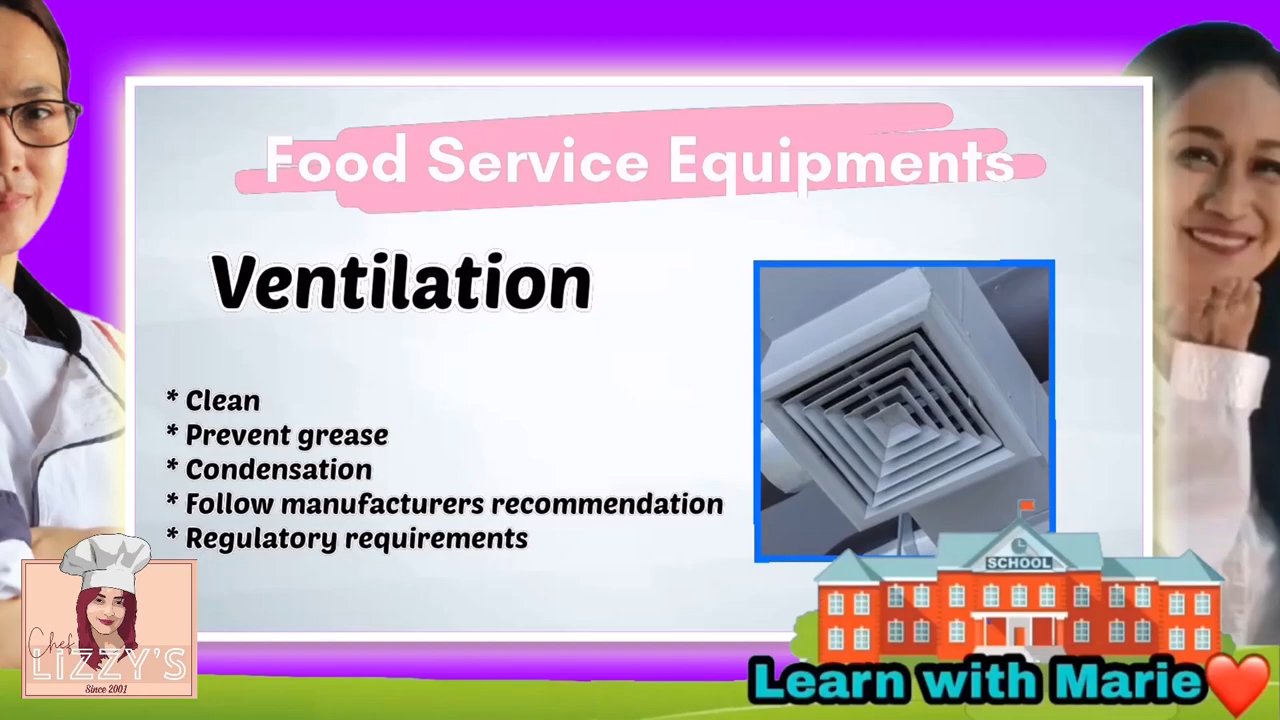 Food Service Equipments
Ventilation
* Clean
* Prevent grease
* Condensation
* Follow manufacturers recommendation
* Regulatory requirements
SCHOOL
Chef
LIZZY'S
Since 2001
Learn with Marie